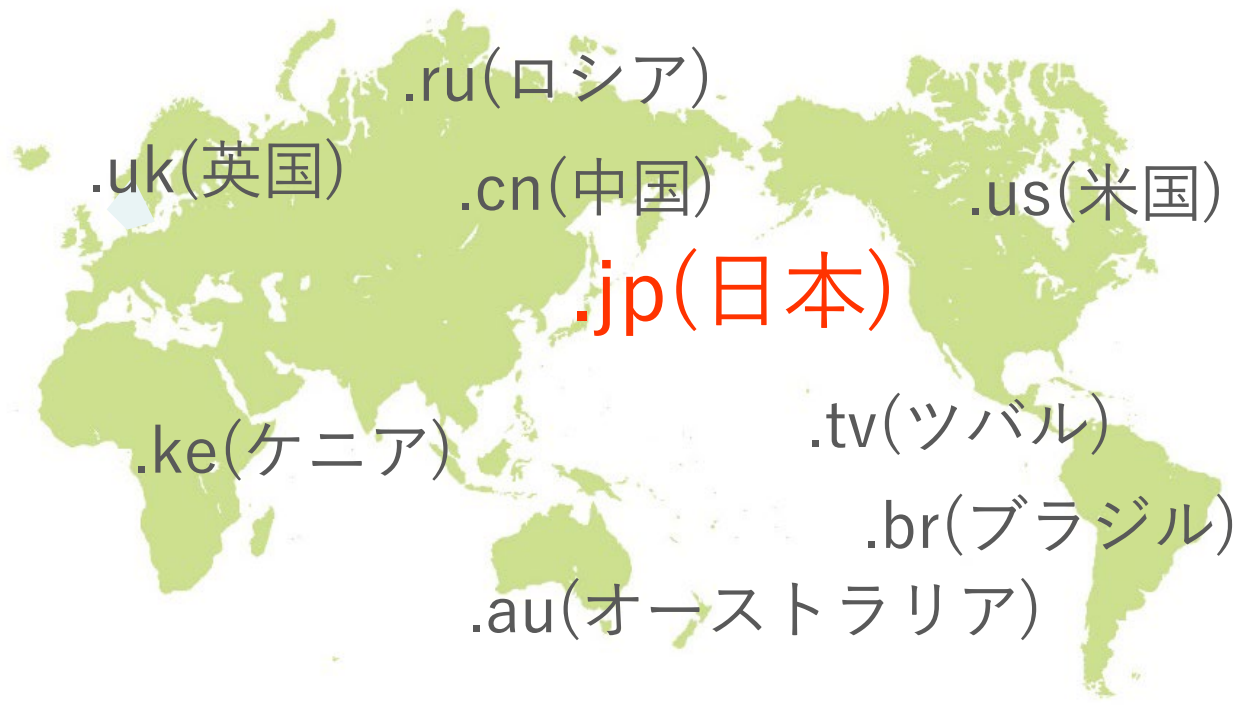 .ru(ロシア)
.uk(英国)
.cn(中国)
.us(米国)
.jp(日本)
.ke(ケニア)
.tv(ツバル)
.br(ブラジル)
.au(オーストラリア)